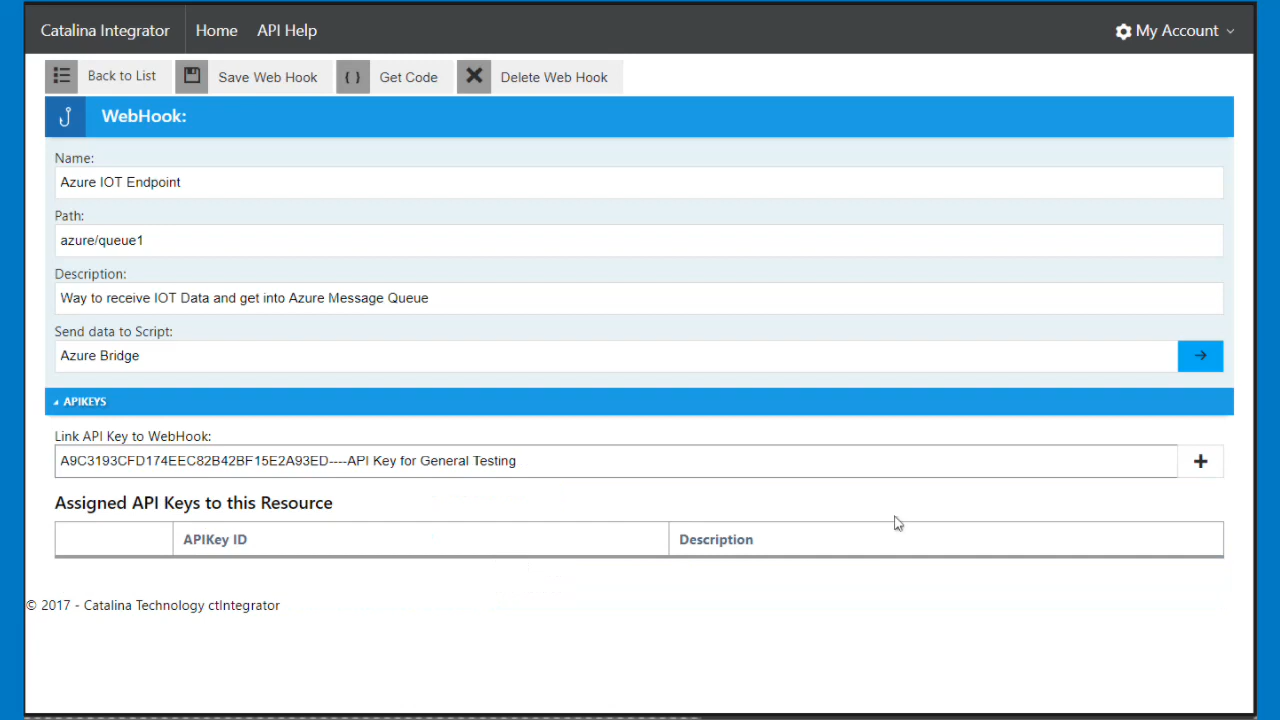 Catalina Integrator Home API Help My Account
Back to List Save Web Hook { } Get Code Delete Web Hook
WebHook:
Name:
Azure IOT Endpoint
Path:
azure/queue1
Description:
Way to receive IOT Data and get into Azure Message Queue
Send data to Script:
Azure Bridge
APIKEYS
Link API Key to WebHook:
A9C3193CFD174EEC82B42BF15E2A93ED----API Key for General Testing
Assigned API Keys to this Resource
APIKey ID Description
© 2017 - Catalina Technology ctIntegrator